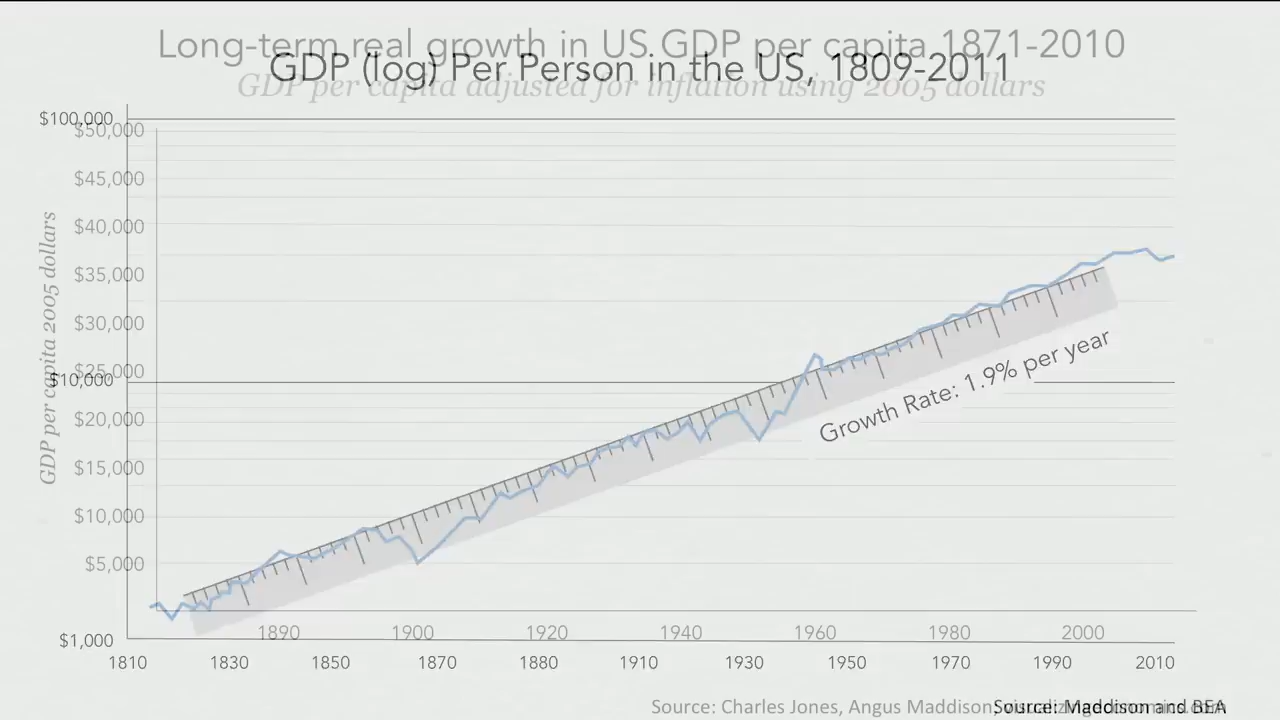 Long-term real growth in US GDP per capita 1871-2010
GDP (log) Per Person in the US, 1809-2011
GDP per capita adjusted for inflation using 2005 dollars
$100,000
$50,000
$45,000
$40,000
GDP per capita 2005 dollars
$35,000
$30,000
$25,000
$10,000
$20,000
$15,000
$10,000
$5,000
$1,000
Growth Rate: 1.9% per year
1890 1900 1920 1940 1960 1980 2000
1810 1830 1850 1870 1880 1910 1930 1950 1970 1990 2010
Source: Charles Jones, Angus Maddison,
Source: Maddison and BEA